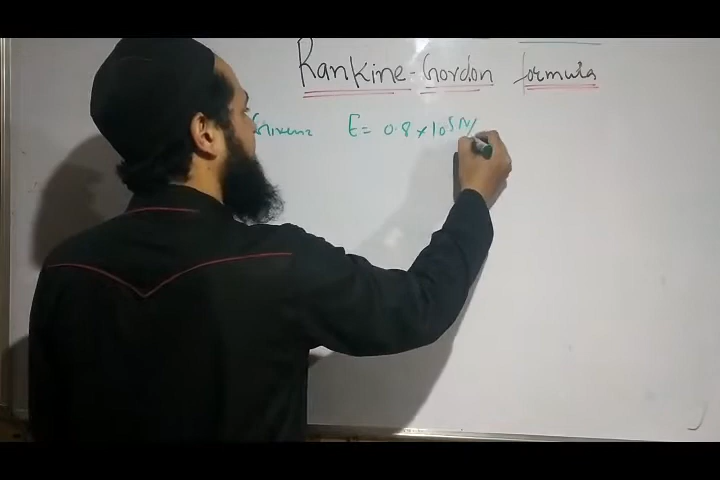 Rankine-Gordon formula
Given:- E = 0.8 × 10⁵ N/